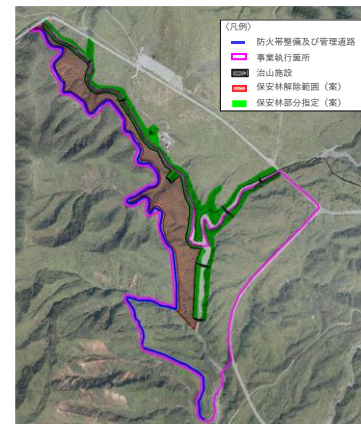 （凡例）
防火帯整備及び管理道路
事業執行箇所
治山施設
保安林解除範囲（案）
保安林部分指定（案）